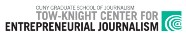 CUNY GRADUATE SCHOOL OF JOURNALISM
TOW-KNIGHT CENTER FOR
ENTREPRENEURIAL JOURNALISM